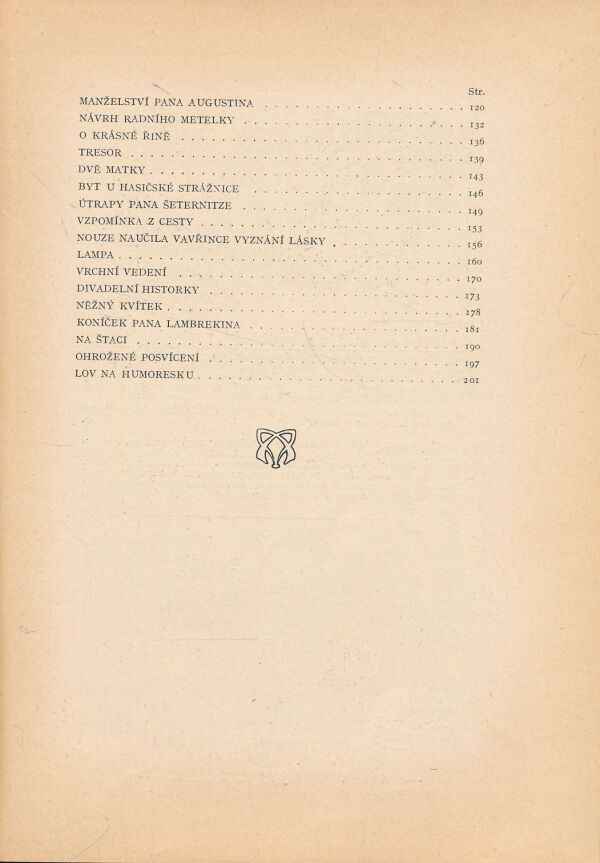 Str.
MANŽELSTVÍ PANA AUGUSTINA . . . . . . . . . . . . . . . . 120
NÁVRH RADNÍHO METELKY . . . . . . . . . . . . . . . . . 132
O KRÁSNÉ ŘINĚ . . . . . . . . . . . . . . . . . . . . . . 136
TRESOR . . . . . . . . . . . . . . . . . . . . . . . . . . 139
DVĚ MATKY . . . . . . . . . . . . . . . . . . . . . . . . 143
BYT U HASIČSKÉ STRÁŽNICE . . . . . . . . . . . . . . . . 146
ÚTRAPY PANA ŠETERNITZE . . . . . . . . . . . . . . . . . 149
VZPOMÍNKA Z CESTY . . . . . . . . . . . . . . . . . . . . 153
NOUZE NAUČILA VAVŘINCE VYZNÁNÍ LÁSKY . . . . . . . . . . 156
LAMPA . . . . . . . . . . . . . . . . . . . . . . . . . . 160
VRCHNÍ VEDENÍ . . . . . . . . . . . . . . . . . . . . . . 170
DIVADELNÍ HISTORKY . . . . . . . . . . . . . . . . . . . 173
NĚŽNÝ KVÍTEK . . . . . . . . . . . . . . . . . . . . . . 178
KONÍČEK PANA LAMBREKINA . . . . . . . . . . . . . . . . 181
NA ŠTACI . . . . . . . . . . . . . . . . . . . . . . . . 190
OHROŽENÉ POSVÍCENÍ . . . . . . . . . . . . . . . . . . . 197
LOV NA HUMORESKU . . . . . . . . . . . . . . . . . . . . 201